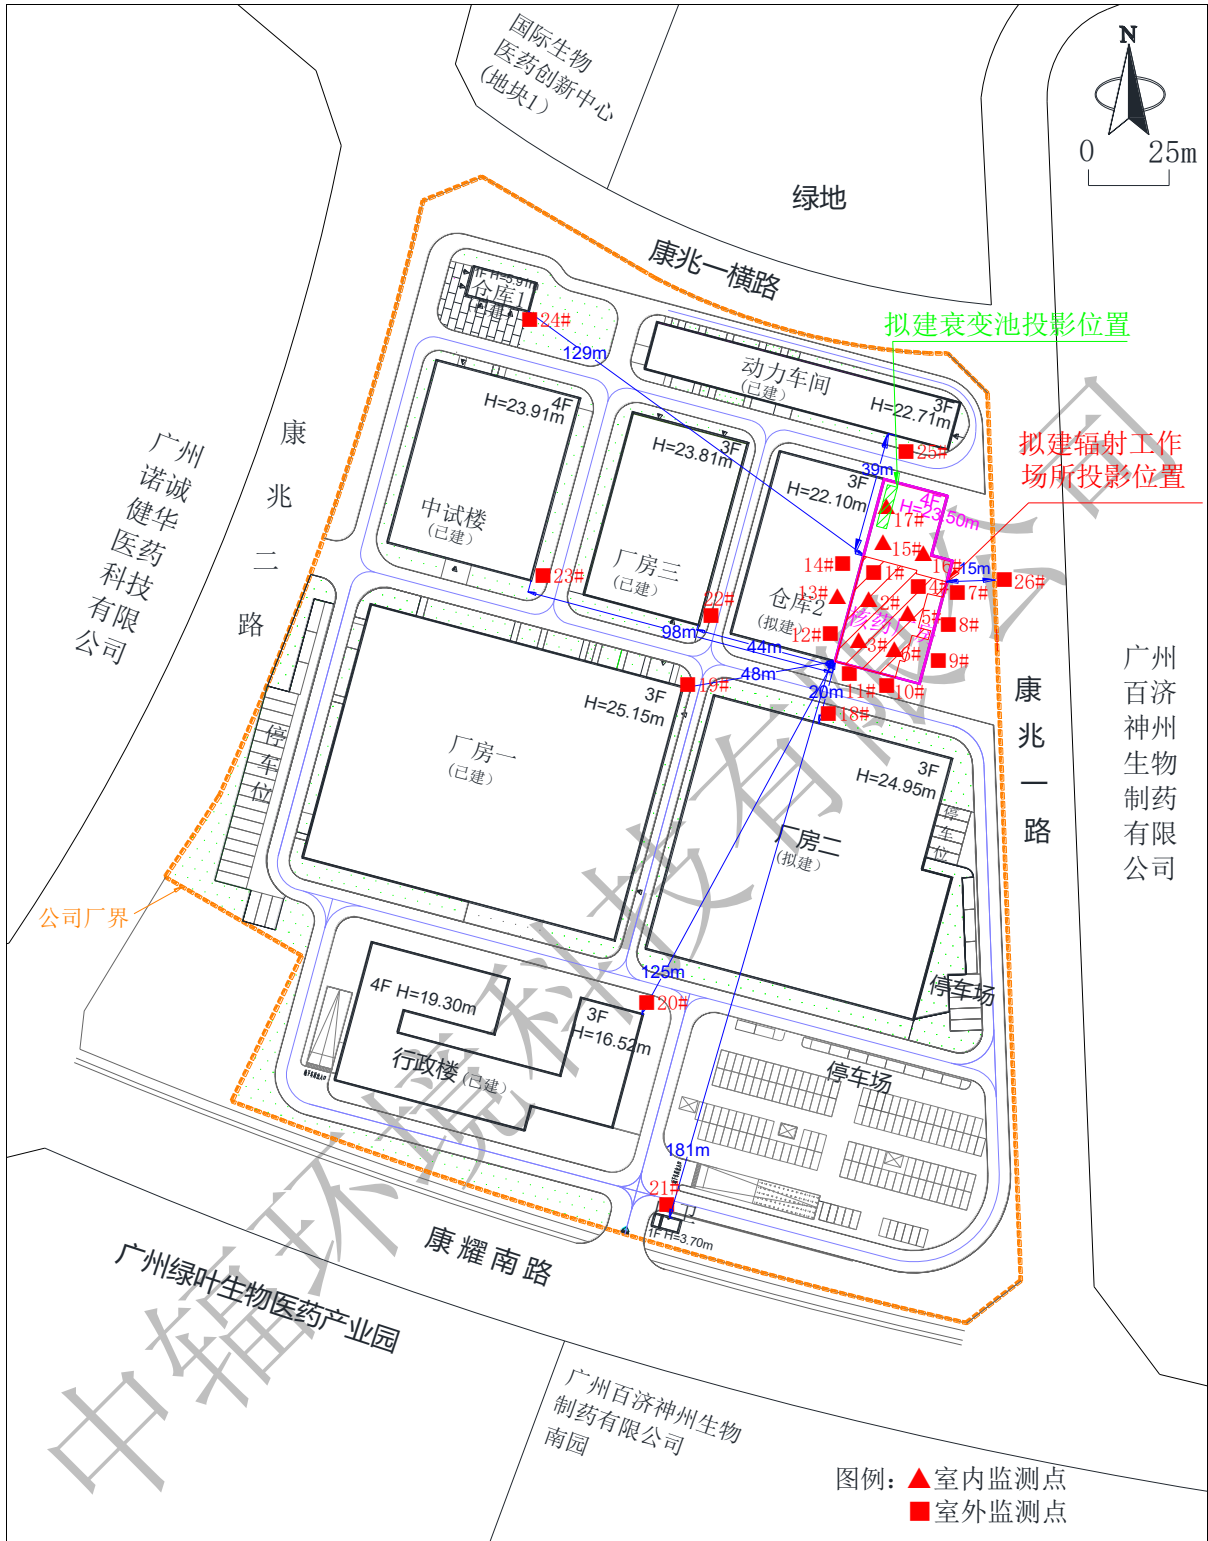 国际生物
医药创新中心
(地块1)
N
0 25m
绿地
康兆一横路
1F H=5.91m
仓库1
(已建)
24#
拟建衰变池投影位置
129m
动力车间
(已建)
3F
H=22.71m
4F
H=23.91m
3F
H=23.81m
25#
39m
拟建辐射工作
场所投影位置
3F
H=22.10m
4F
H=23.50m
17#
康兆二路
广州
诺诚
健华
医药
科技
有限
公司
中试楼
(已建)
厂房三
(已建)
15#
16#
14#
1#
4#
15m
26#
23#
13#
2#
7#
仓库2
(拟建)
22#
5#
8#
核药
房
12#
3#
6#
9#
98m
44m
48m
11#
10#
20m
19#
18#
3F
H=25.15m
厂房一
(已建)
康兆一路
广州
百济
神州
生物
制药
有限
公司
停车位
3F
H=24.95m
停车位
厂房二
(拟建)
公司厂界
125m
停车场
4F H=19.30m
20#
3F
H=16.52m
行政楼(已建)
停车场
181m
21#
1F H=3.70m
康耀南路
广州绿叶生物医药产业园
广州百济神州生物
制药有限公司
南园
图例: 室内监测点
室外监测点
中辐环境科技有限公司